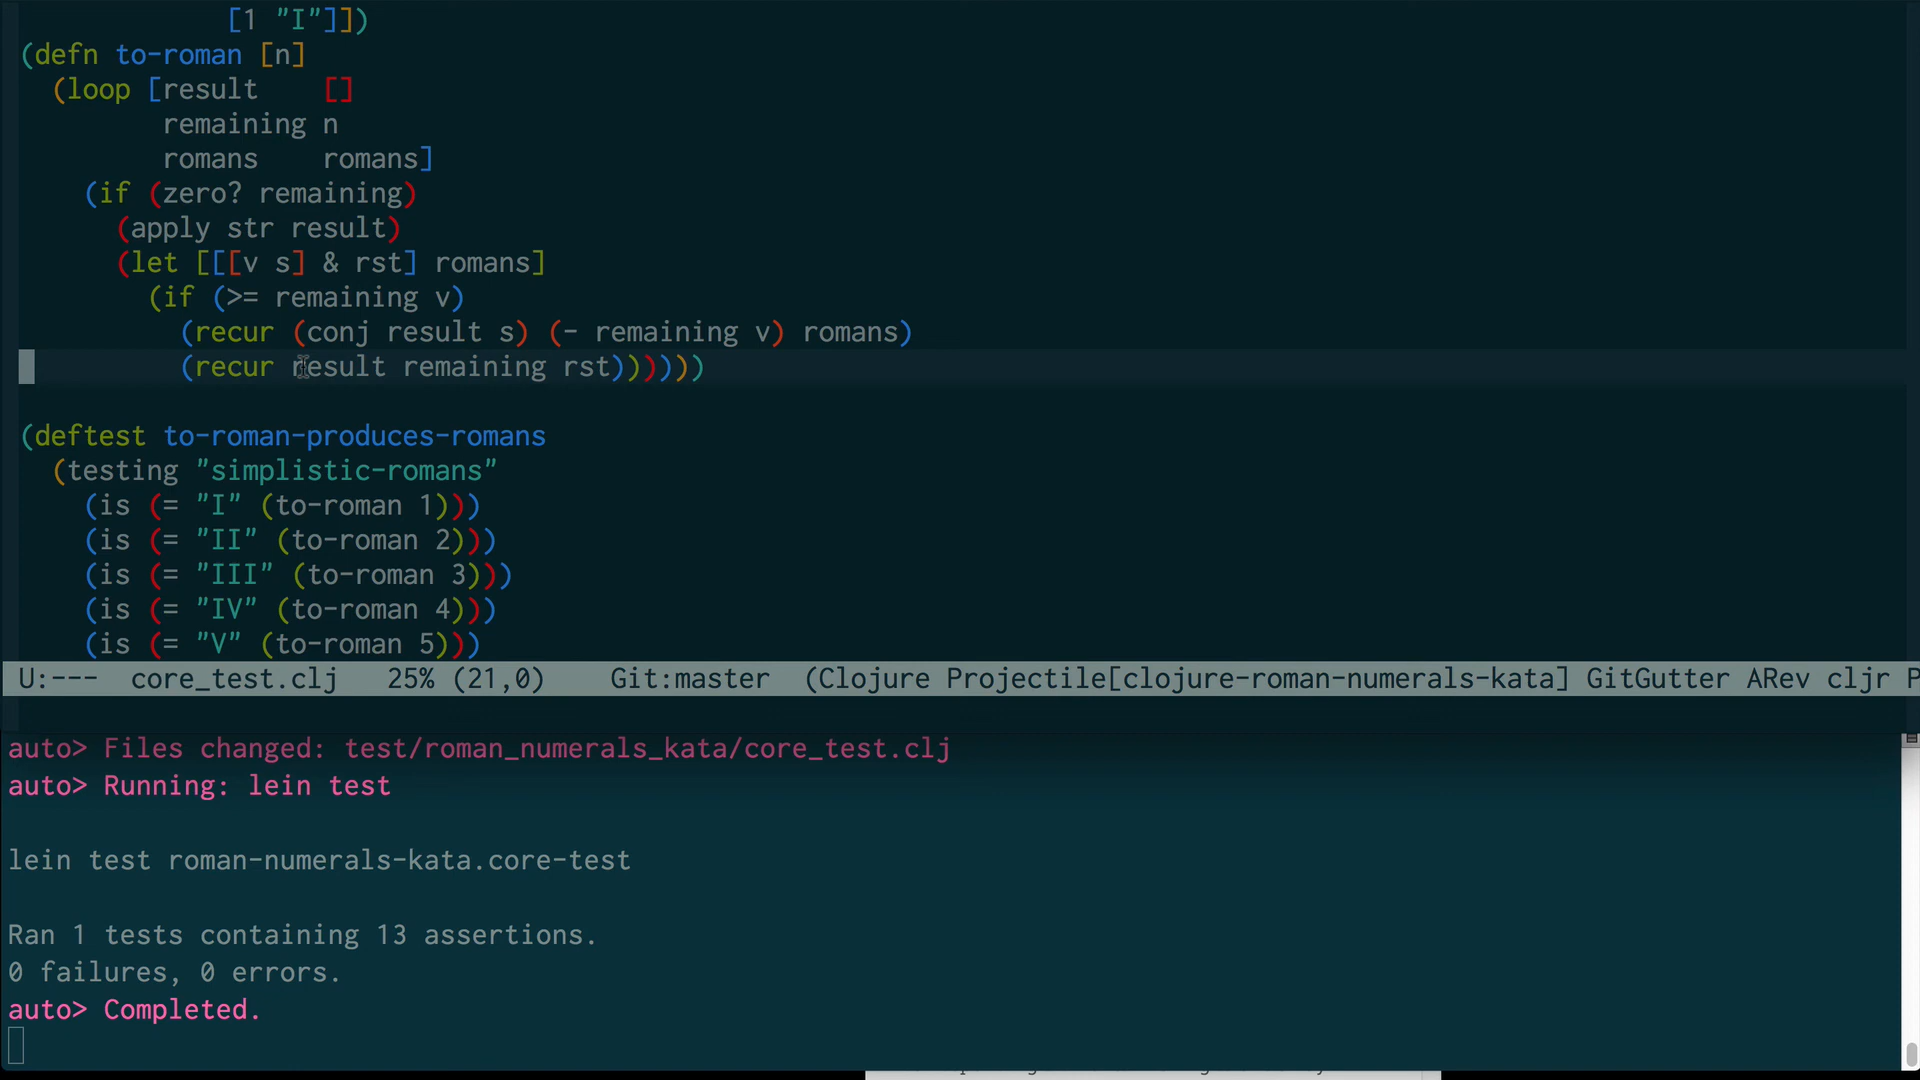 [1 "I"]])
(defn to-roman [n]
(loop [result []
remaining n
romans romans]
(if (zero? remaining)
(apply str result)
(let [[[v s] & rst] romans]
(if (>= remaining v)
(recur (conj result s) (- remaining v) romans)
(recur result remaining rst))))))
(deftest to-roman-produces-romans
(testing "simplistic-romans"
(is (= "I" (to-roman 1)))
(is (= "II" (to-roman 2)))
(is (= "III" (to-roman 3)))
(is (= "IV" (to-roman 4)))
(is (= "V" (to-roman 5)))
U:--- core_test.clj 25% (21,0) Git:master (Clojure Projectile[clojure-roman-numerals-kata] GitGutter ARev cljr P
auto> Files changed: test/roman_numerals_kata/core_test.clj
auto> Running: lein test
lein test roman-numerals-kata.core-test
Ran 1 tests containing 13 assertions.
0 failures, 0 errors.
auto> Completed.